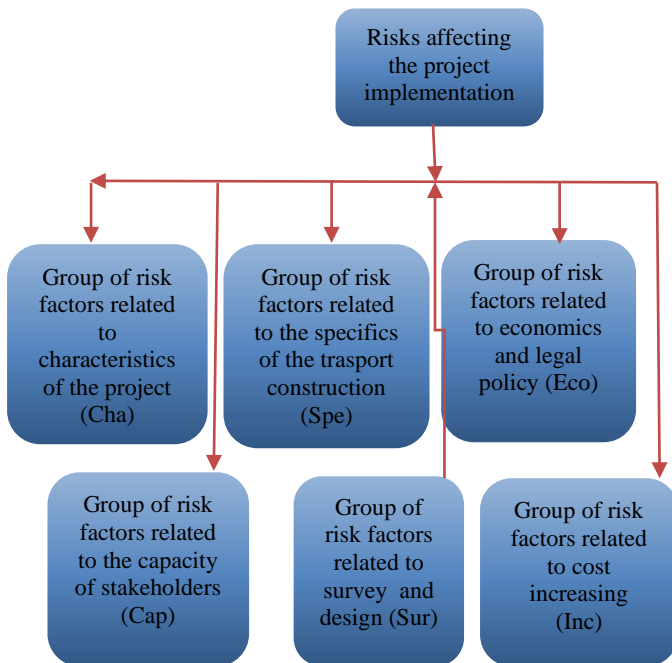 Risks affecting
the project
implementation
Group of risk
factors related
to
characteristics
of the project
(Cha)
Group of risk
factors related
to the specifics
of the trasport
construction
(Spe)
Group of risk
factors related
to economics
and legal
policy (Eco)
Group of risk
factors related
to the capacity
of stakeholders
(Cap)
Group of
risk factors
related to
survey and
design (Sur)
Group of risk
factors related
to cost
increasing
(Inc)